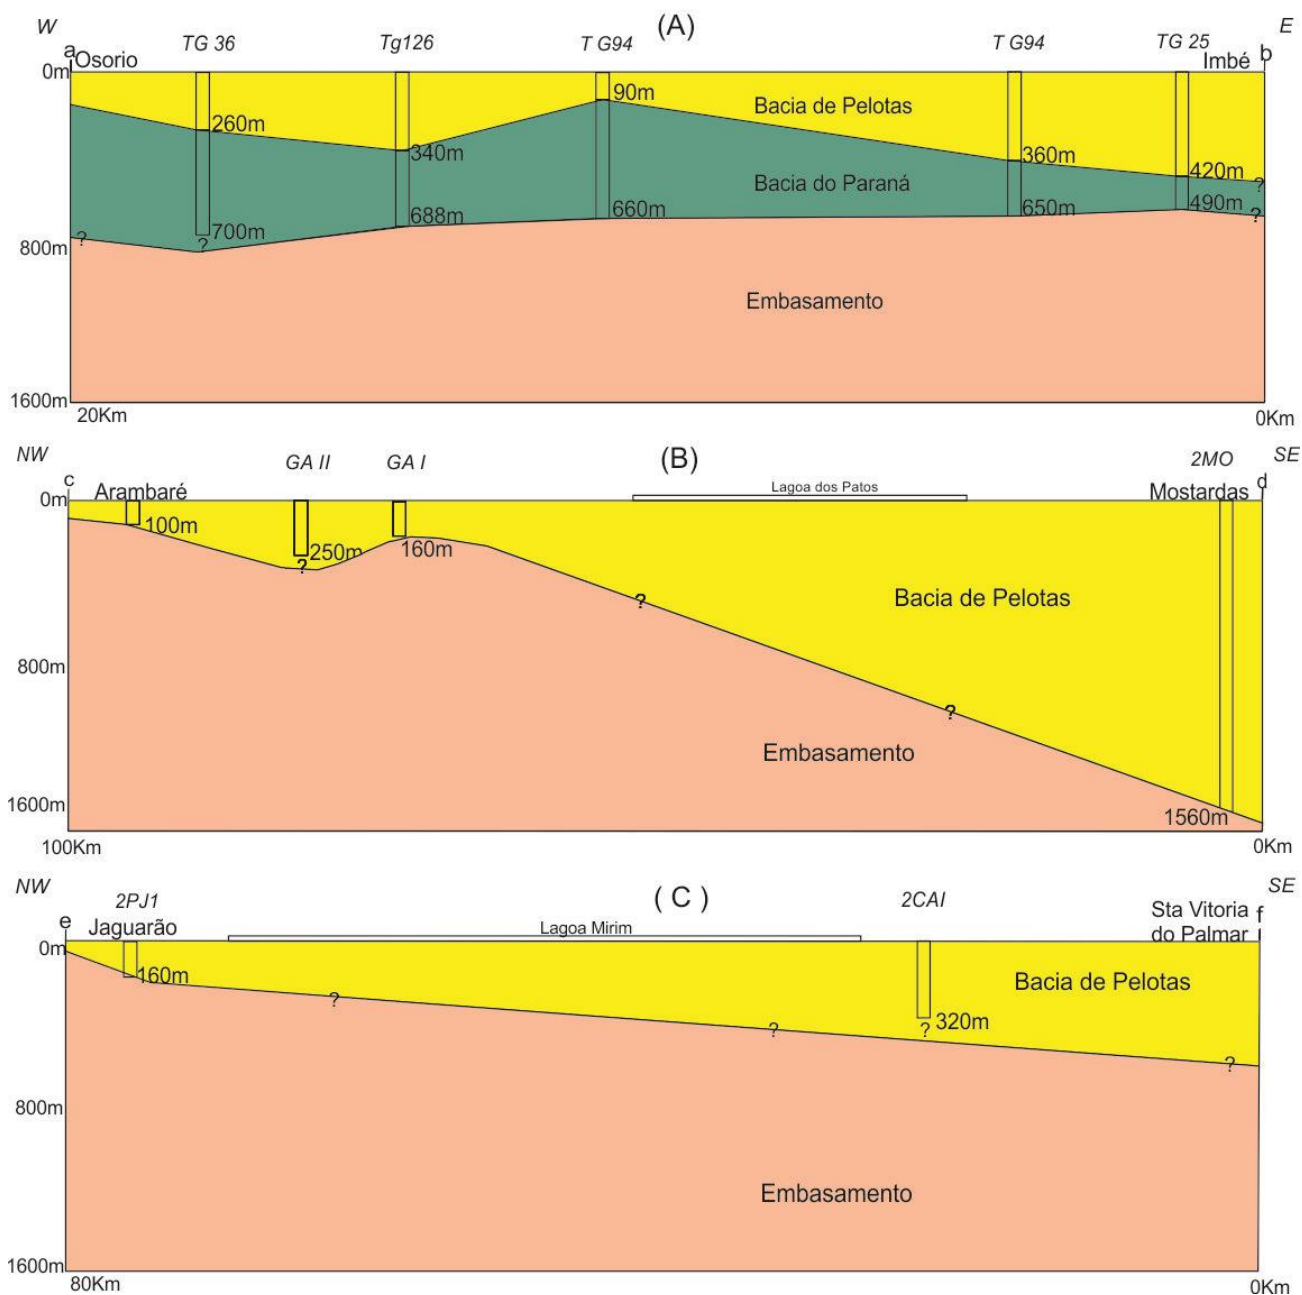 (A)
W
E
TG 36
Tg126
T G94
T G94
TG 25
a
Osorio
Imbé
b
0m
90m
Bacia de Pelotas
260m
340m
360m
420m
?
Bacia do Paraná
490m
?
688m
660m
650m
700m
?
?
800m
Embasamento
1600m
20Km
0Km
NW
(B)
SE
GA II
GA I
2MO
c
Arambaré
Lagoa dos Patos
Mostardas
d
0m
100m
250m
160m
?
?
Bacia de Pelotas
800m
?
Embasamento
1600m
1560m
100Km
0Km
NW
( C )
SE
2PJ1
2CAI
Sta Vitoria
do Palmar
e
Jaguarão
Lagoa Mirim
f
0m
160m
Bacia de Pelotas
?
320m
?
?
?
800m
Embasamento
1600m
80Km
0Km